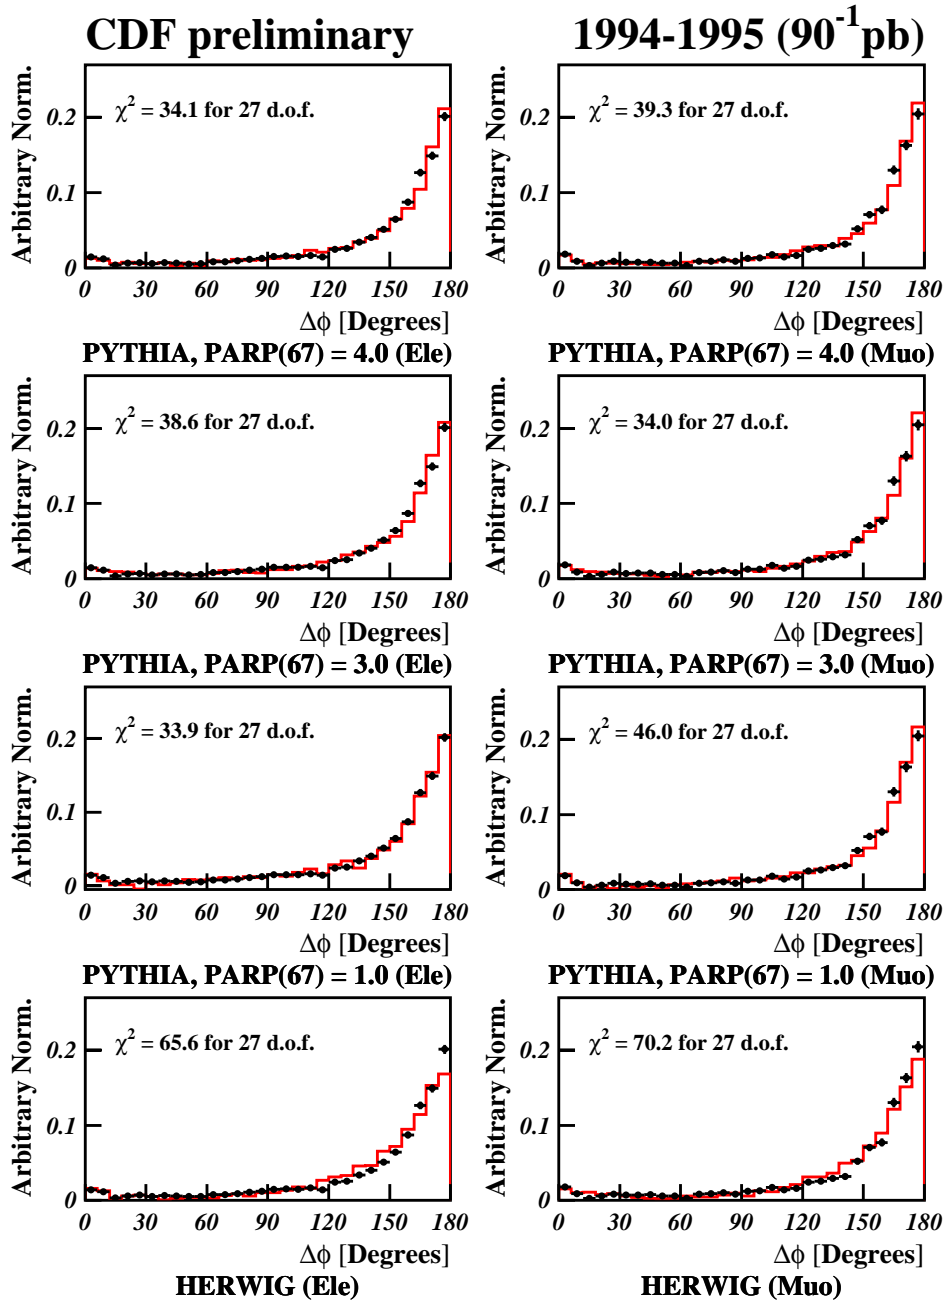 CDF preliminary 1994-1995 (90⁻¹pb)
Arbitrary Norm.
χ² = 34.1 for 27 d.o.f.
0.2
0.1
0
0 30 60 90 120 150 180
Δϕ [Degrees]
PYTHIA, PARP(67) = 4.0 (Ele)
Arbitrary Norm.
χ² = 39.3 for 27 d.o.f.
0.2
0.1
0
0 30 60 90 120 150 180
Δϕ [Degrees]
PYTHIA, PARP(67) = 4.0 (Muo)
Arbitrary Norm.
χ² = 38.6 for 27 d.o.f.
0.2
0.1
0
0 30 60 90 120 150 180
Δϕ [Degrees]
PYTHIA, PARP(67) = 3.0 (Ele)
Arbitrary Norm.
χ² = 34.0 for 27 d.o.f.
0.2
0.1
0
0 30 60 90 120 150 180
Δϕ [Degrees]
PYTHIA, PARP(67) = 3.0 (Muo)
Arbitrary Norm.
χ² = 33.9 for 27 d.o.f.
0.2
0.1
0
0 30 60 90 120 150 180
Δϕ [Degrees]
PYTHIA, PARP(67) = 1.0 (Ele)
Arbitrary Norm.
χ² = 46.0 for 27 d.o.f.
0.2
0.1
0
0 30 60 90 120 150 180
Δϕ [Degrees]
PYTHIA, PARP(67) = 1.0 (Muo)
Arbitrary Norm.
χ² = 65.6 for 27 d.o.f.
0.2
0.1
0
0 30 60 90 120 150 180
Δϕ [Degrees]
HERWIG (Ele)
Arbitrary Norm.
χ² = 70.2 for 27 d.o.f.
0.2
0.1
0
0 30 60 90 120 150 180
Δϕ [Degrees]
HERWIG (Muo)